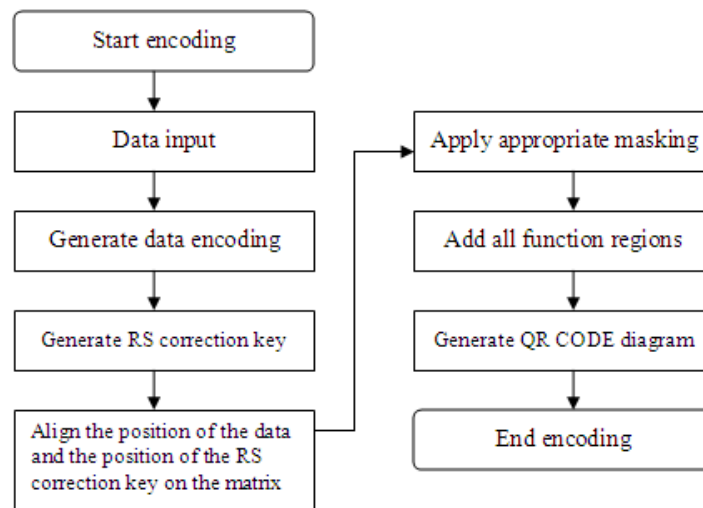 Start encoding
Data input
Generate data encoding
Generate RS correction key
Align the position of the data
and the position of the RS
correction key on the matrix
Apply appropriate masking
Add all function regions
Generate QR CODE diagram
End encoding